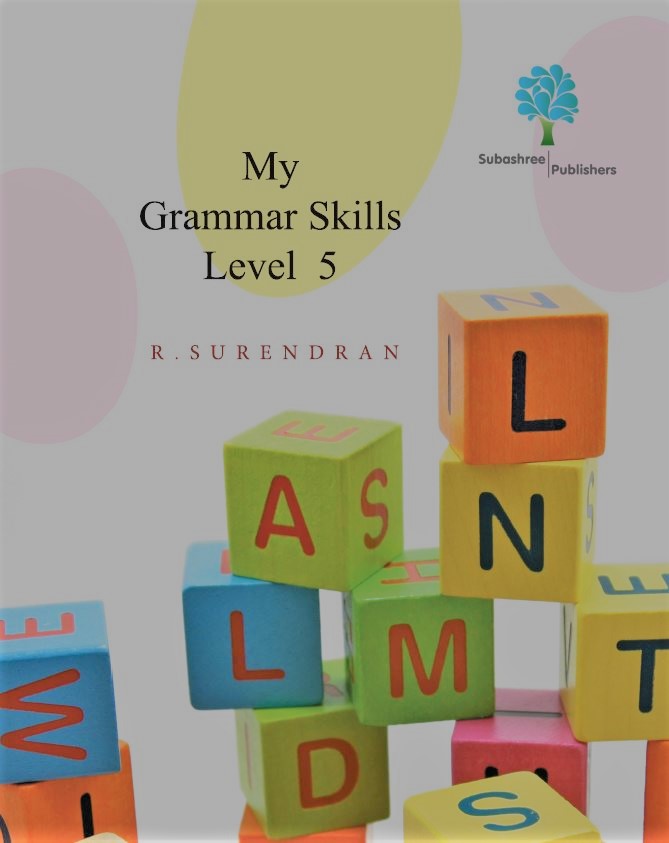 My
Grammar Skills
Level 5
Subashree
Publishers
R. SURENDRAN
N
L
E
A
S
N
S
H
E
L
M
T
E
W
D
S